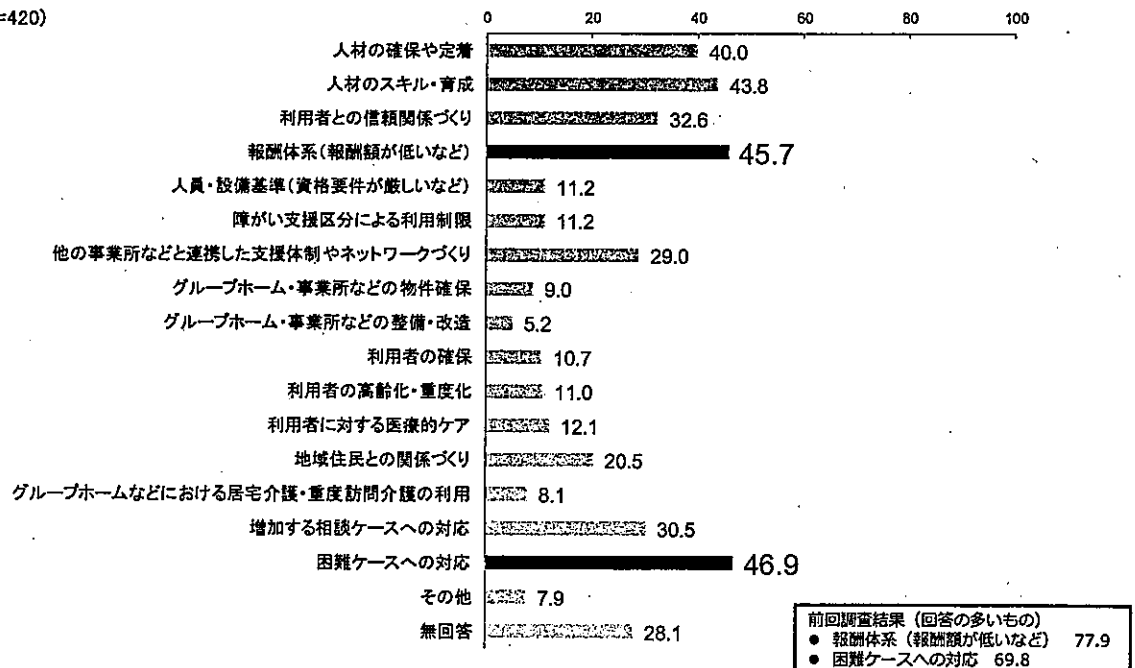 =420)
0 20 40 60 80 100
人材の確保や定着 40.0
人材のスキル・育成 43.8
利用者との信頼関係づくり 32.6
報酬体系(報酬額が低いなど) 45.7
人員・設備基準(資格要件が厳しいなど) 11.2
障がい支援区分による利用制限 11.2
他の事業所などと連携した支援体制やネットワークづくり 29.0
グループホーム・事業所などの物件確保 9.0
グループホーム・事業所などの整備・改造 5.2
利用者の確保 10.7
利用者の高齢化・重度化 11.0
利用者に対する医療的ケア 12.1
地域住民との関係づくり 20.5
グループホームなどにおける居宅介護・重度訪問介護の利用 8.1
増加する相談ケースへの対応 30.5
困難ケースへの対応 46.9
その他 7.9
無回答 28.1
前回調査結果(回答の多いもの)
● 報酬体系(報酬額が低いなど) 77.9
● 困難ケースへの対応 69.8